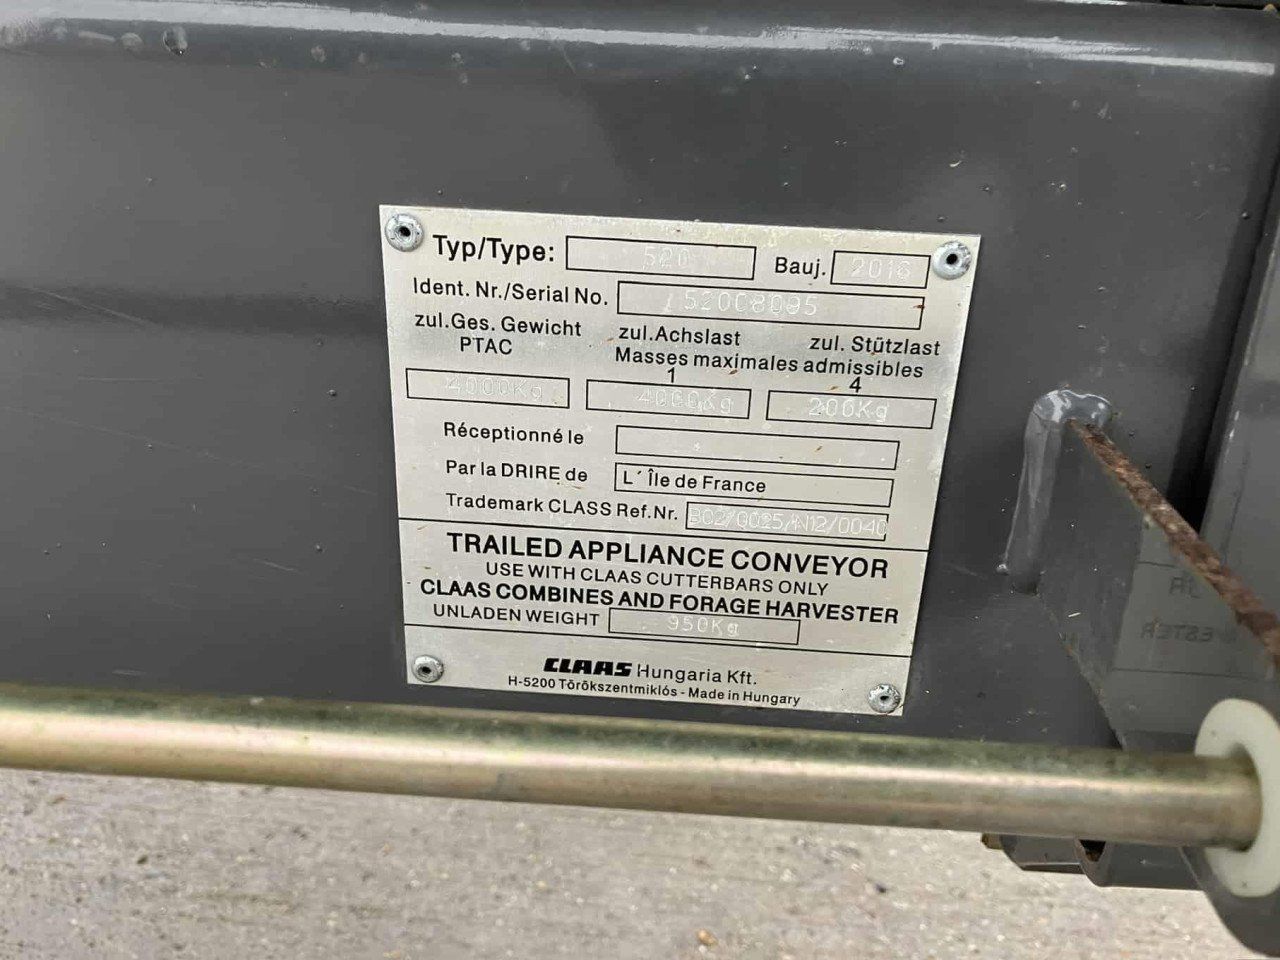 Typ/Type: 520 Bauj. 2016
Ident. Nr./Serial No. 52008095
zul.Ges. Gewicht zul.Achslast zul. Stützlast
PTAC Masses maximales admissibles
1 4
4000Kg 4000Kg 200Kg
Réceptionné le
Par la DRIRE de L´Île de France
Trademark CLASS Ref.Nr. B02/0025/N12/0040
TRAILED APPLIANCE CONVEYOR
USE WITH CLAAS CUTTERBARS ONLY
CLAAS COMBINES AND FORAGE HARVESTER
UNLADEN WEIGHT 950Kg
CLAAS Hungaria Kft.
H-5200 Törökszentmiklós - Made in Hungary